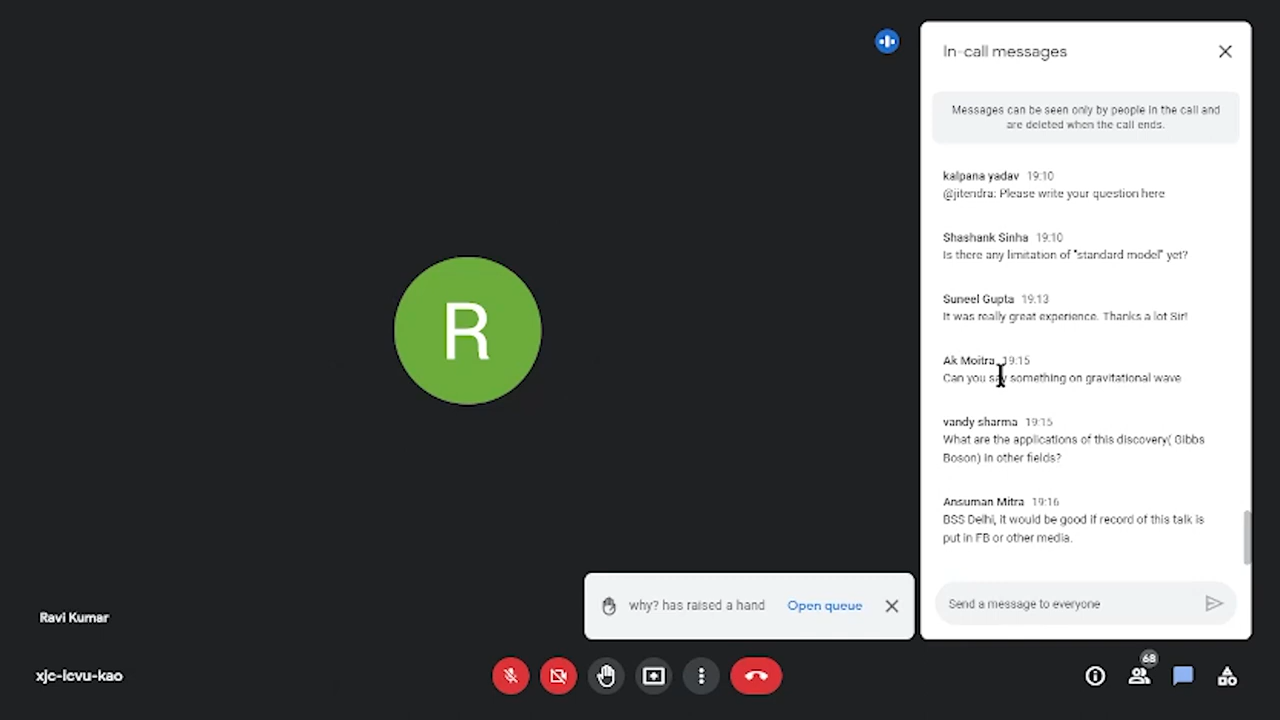 In-call messages
Messages can be seen only by people in the call and
are deleted when the call ends.
kalpana yadav 19:10
@jitendra: Please write your question here
Shashank Sinha 19:10
Is there any limitation of "standard model" yet?
Suneel Gupta 19:13
It was really great experience. Thanks a lot Sir!
Ak Moitra 19:15
Can you say something on gravitational wave
vandy sharma 19:15
What are the applications of this discovery( Gibbs
Boson) in other fields?
Ansuman Mitra 19:16
BSS Delhi, it would be good if record of this talk is
put in FB or other media.
Send a message to everyone
R
why? has raised a hand Open queue
Ravi Kumar
xjc-icvu-kao
68